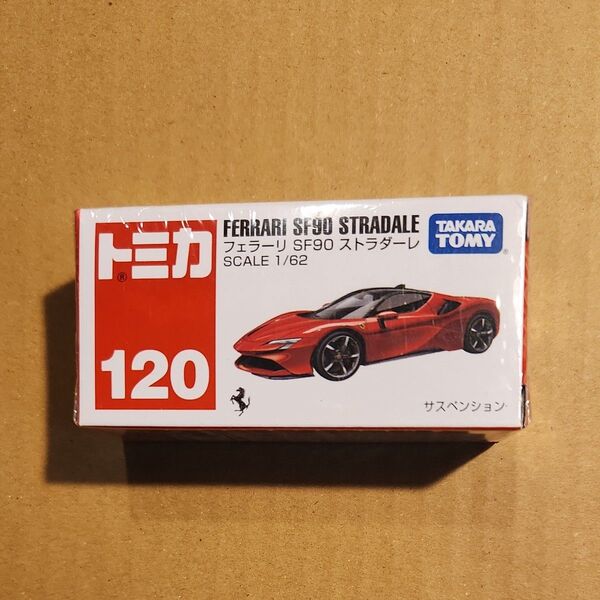 トミカ
®
120
FERRARI SF90 STRADALE
フェラーリ SF90 ストラダーレ
SCALE 1/62
TAKARA
TOMY
®
サスペンション